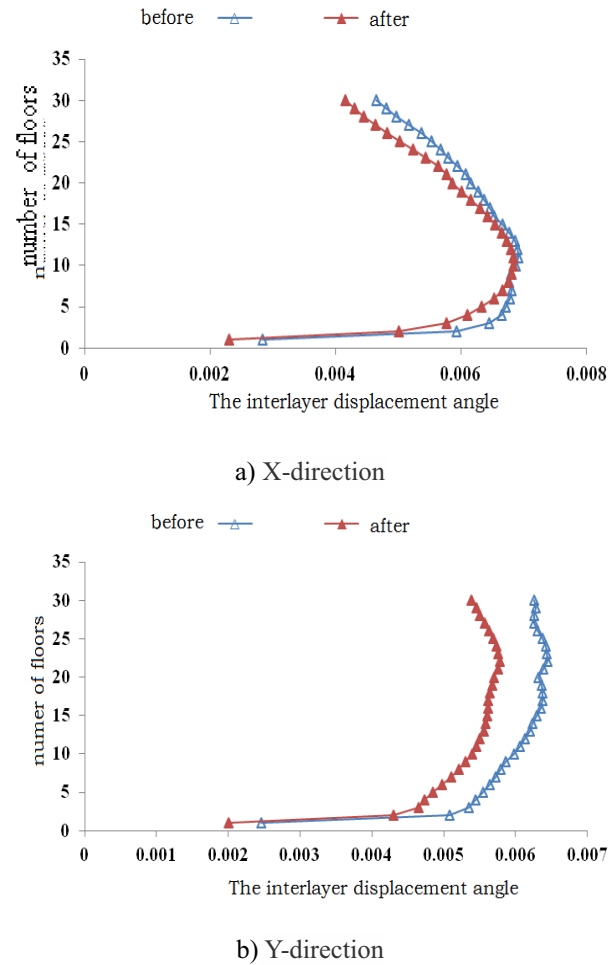 before after
number of floors
35
30
25
20
15
10
5
0
0 0.002 0.004 0.006 0.008
The interlayer displacement angle
a) X-direction
before after
numer of floors
35
30
25
20
15
10
5
0
0 0.001 0.002 0.003 0.004 0.005 0.006 0.007
The interlayer displacement angle
b) Y-direction